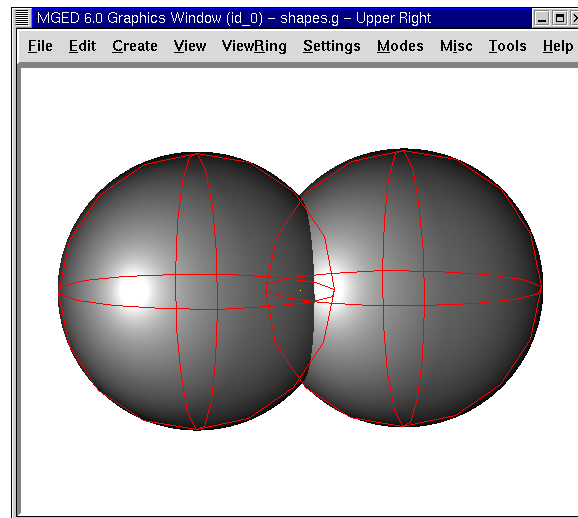 MGED 6.0 Graphics Window (id_0) – shapes.g – Upper Right
File Edit Create View ViewRing Settings Modes Misc Tools Help